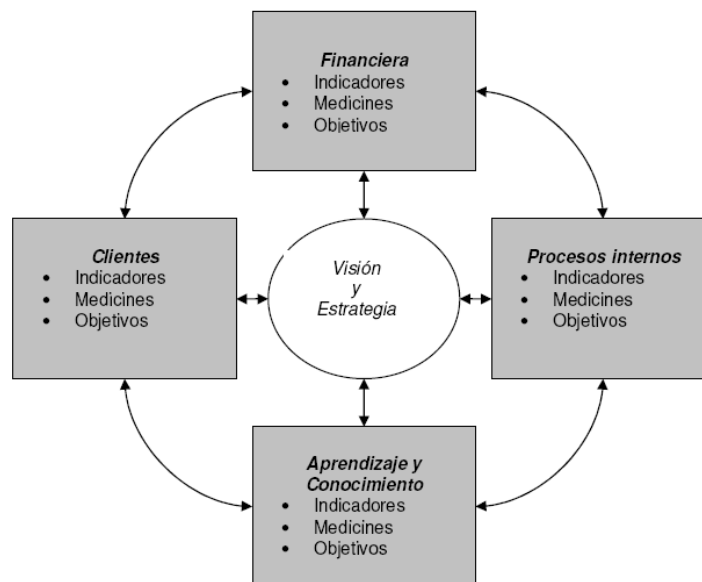 Financiera
• Indicadores
• Medicines
• Objetivos
Clientes
• Indicadores
• Medicines
• Objetivos
Visión
y
Estrategia
Procesos internos
• Indicadores
• Medicines
• Objetivos
Aprendizaje y
Conocimiento
• Indicadores
• Medicines
• Objetivos